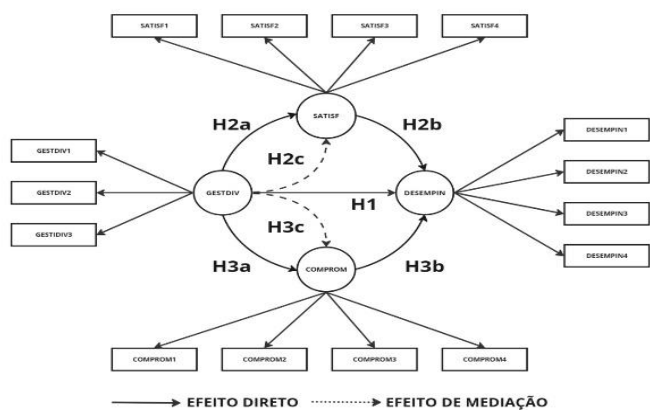 SATISF1 SATISF2 SATISF3 SATISF4
SATISF
H2a
H2b
H2c
GESTDIV1
GESTDIV2
GESTIDIV3
GESTDIV
H1
DESEMPIN
DESEMPIN1
DESEMPIN2
DESEMPIN3
DESEMPIN4
H3c
H3a
H3b
COMPROM
COMPROM1 COMPROM2 COMPROM3 COMPROM4
EFEITO DIRETO EFEITO DE MEDIAÇÃO